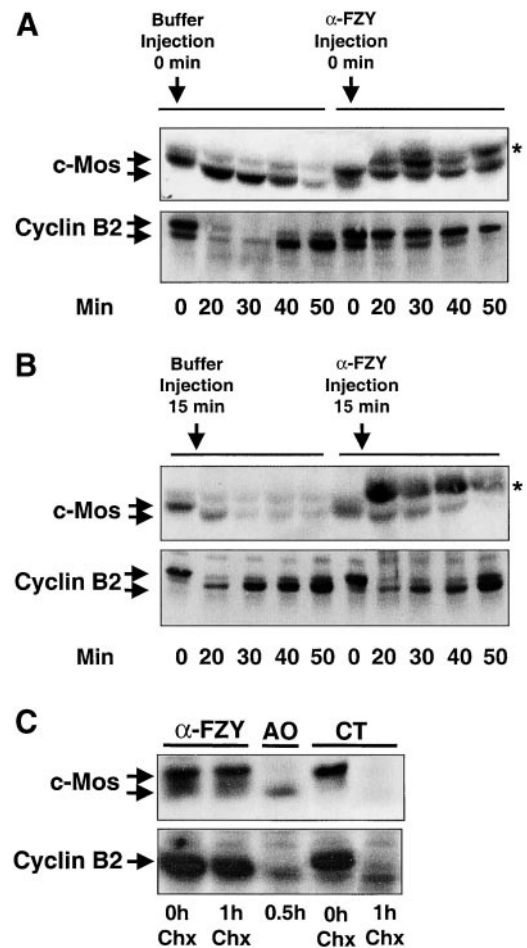 A
Buffer
Injection
0 min
α-FZY
Injection
0 min
c-Mos
*
Cyclin B2
Min 0 20 30 40 50 0 20 30 40 50
B
Buffer
Injection
15 min
α-FZY
Injection
15 min
c-Mos
*
Cyclin B2
Min 0 20 30 40 50 0 20 30 40 50
C
α-FZY AO CT
c-Mos
Cyclin B2
0h 1h 0.5h 0h 1h
Chx Chx Chx Chx